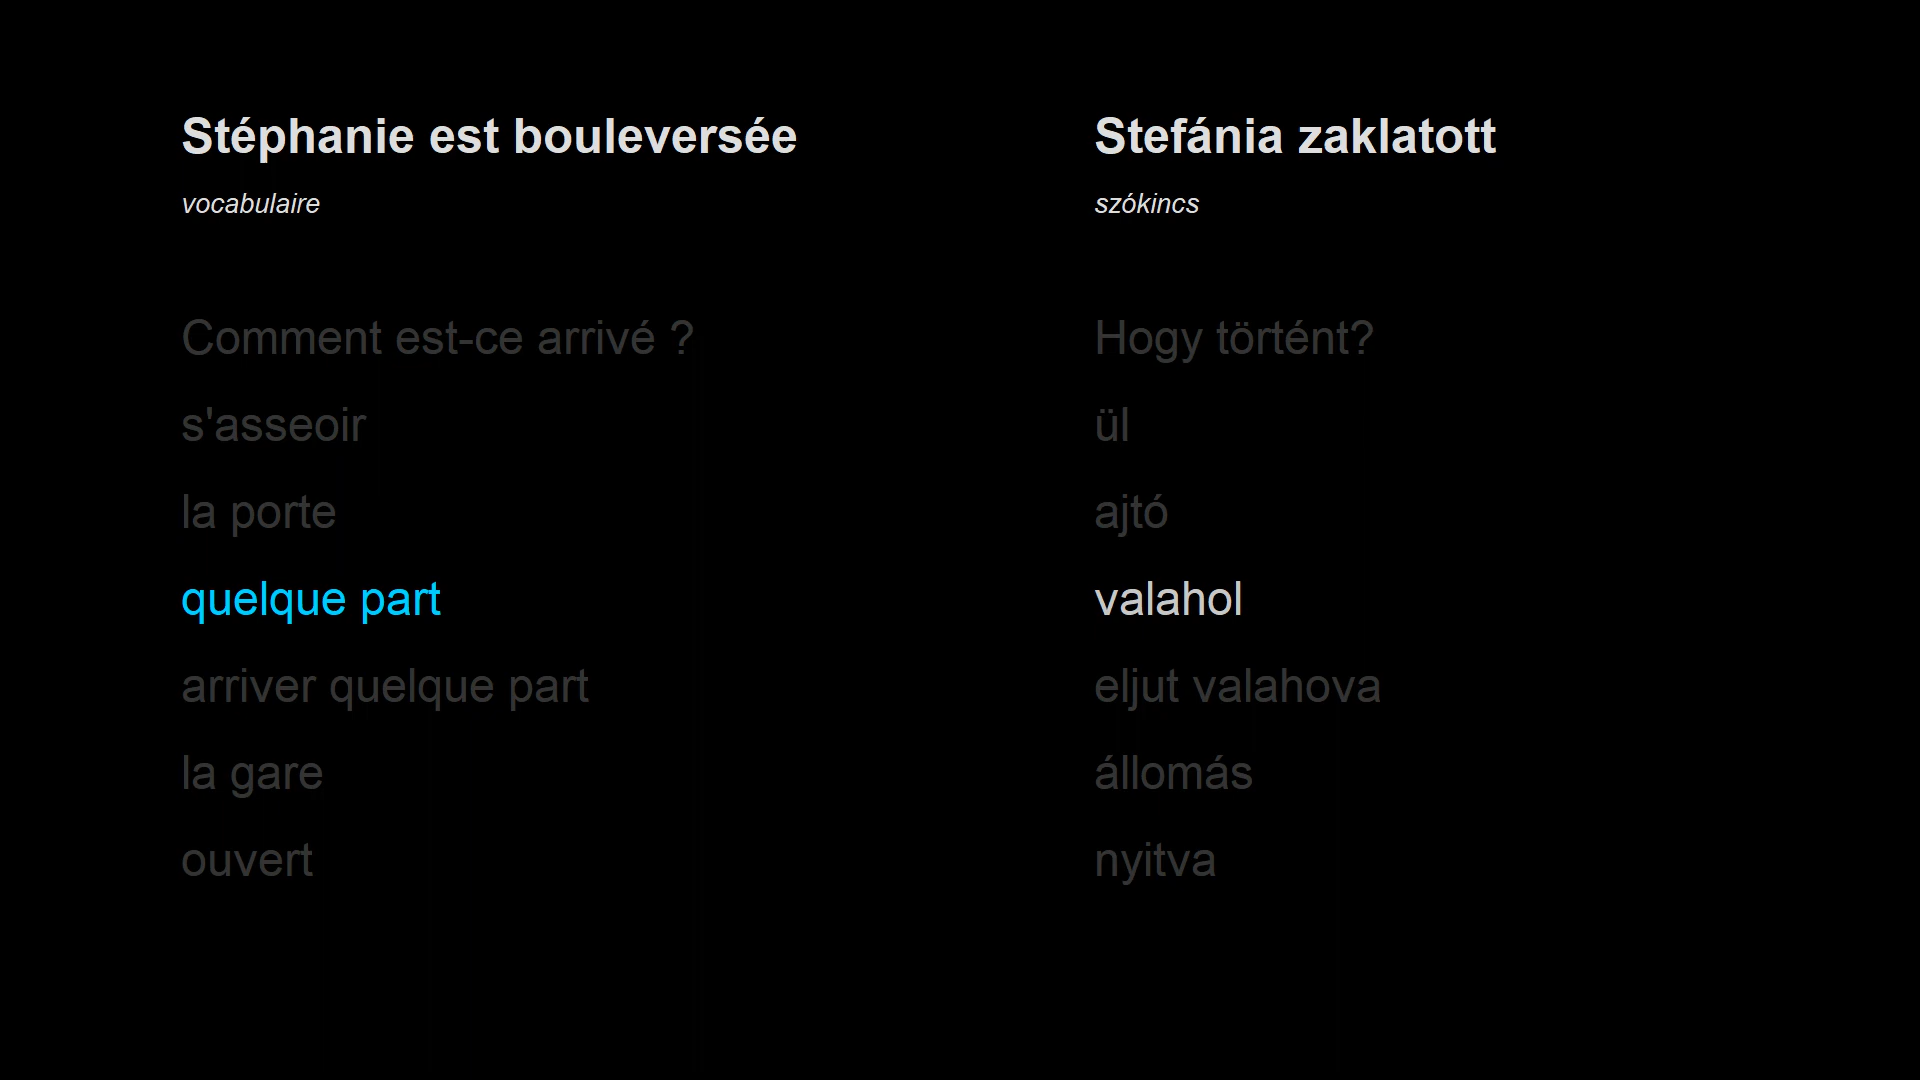 Stéphanie est bouleversée
vocabulaire
Comment est-ce arrivé ?
s'asseoir
la porte
quelque part
arriver quelque part
la gare
ouvert
Stefánia zaklatott
szókincs
Hogy történt?
ül
ajtó
valahol
eljut valahova
állomás
nyitva